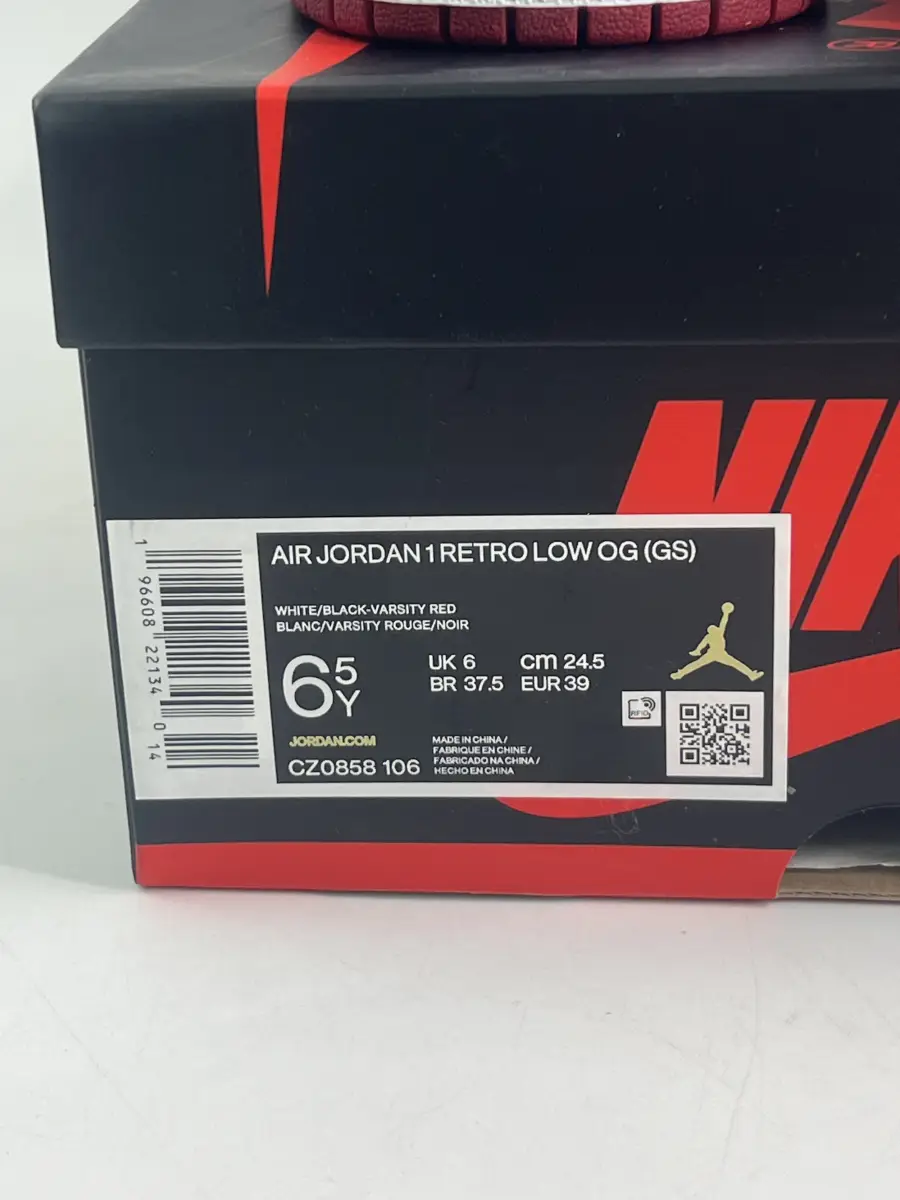 NIK
AIR JORDAN 1 RETRO LOW OG (GS)
WHITE/BLACK-VARSITY RED
BLANC/VARSITY ROUGE/NOIR
6 5 Y
UK 6 cm 24.5
BR 37.5 EUR 39
RFID
JORDAN.COM
CZ0858 106
MADE IN CHINA /
FABRIQUE EN CHINE /
FABRICADO NA CHINA /
HECHO EN CHINA
1 96608 22134 0 14